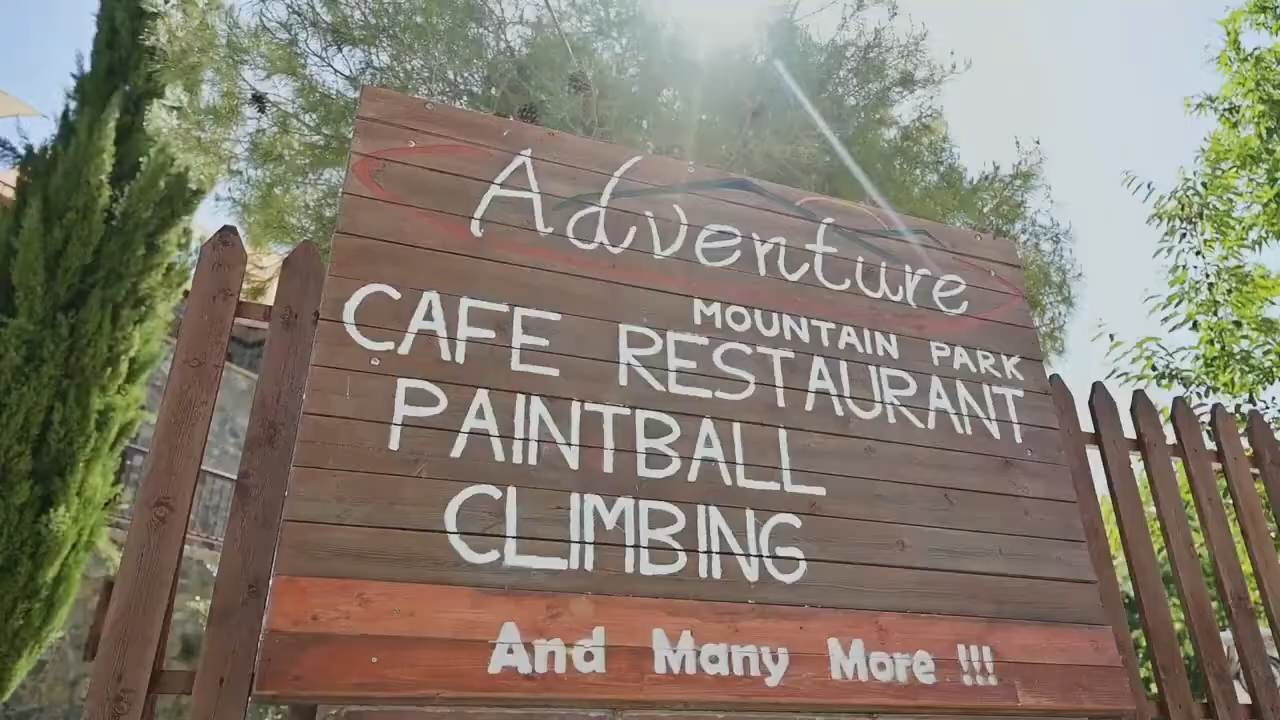 Adventure
MOUNTAIN PARK
CAFE RESTAURANT
PAINTBALL
CLIMBING
And Many More !!!